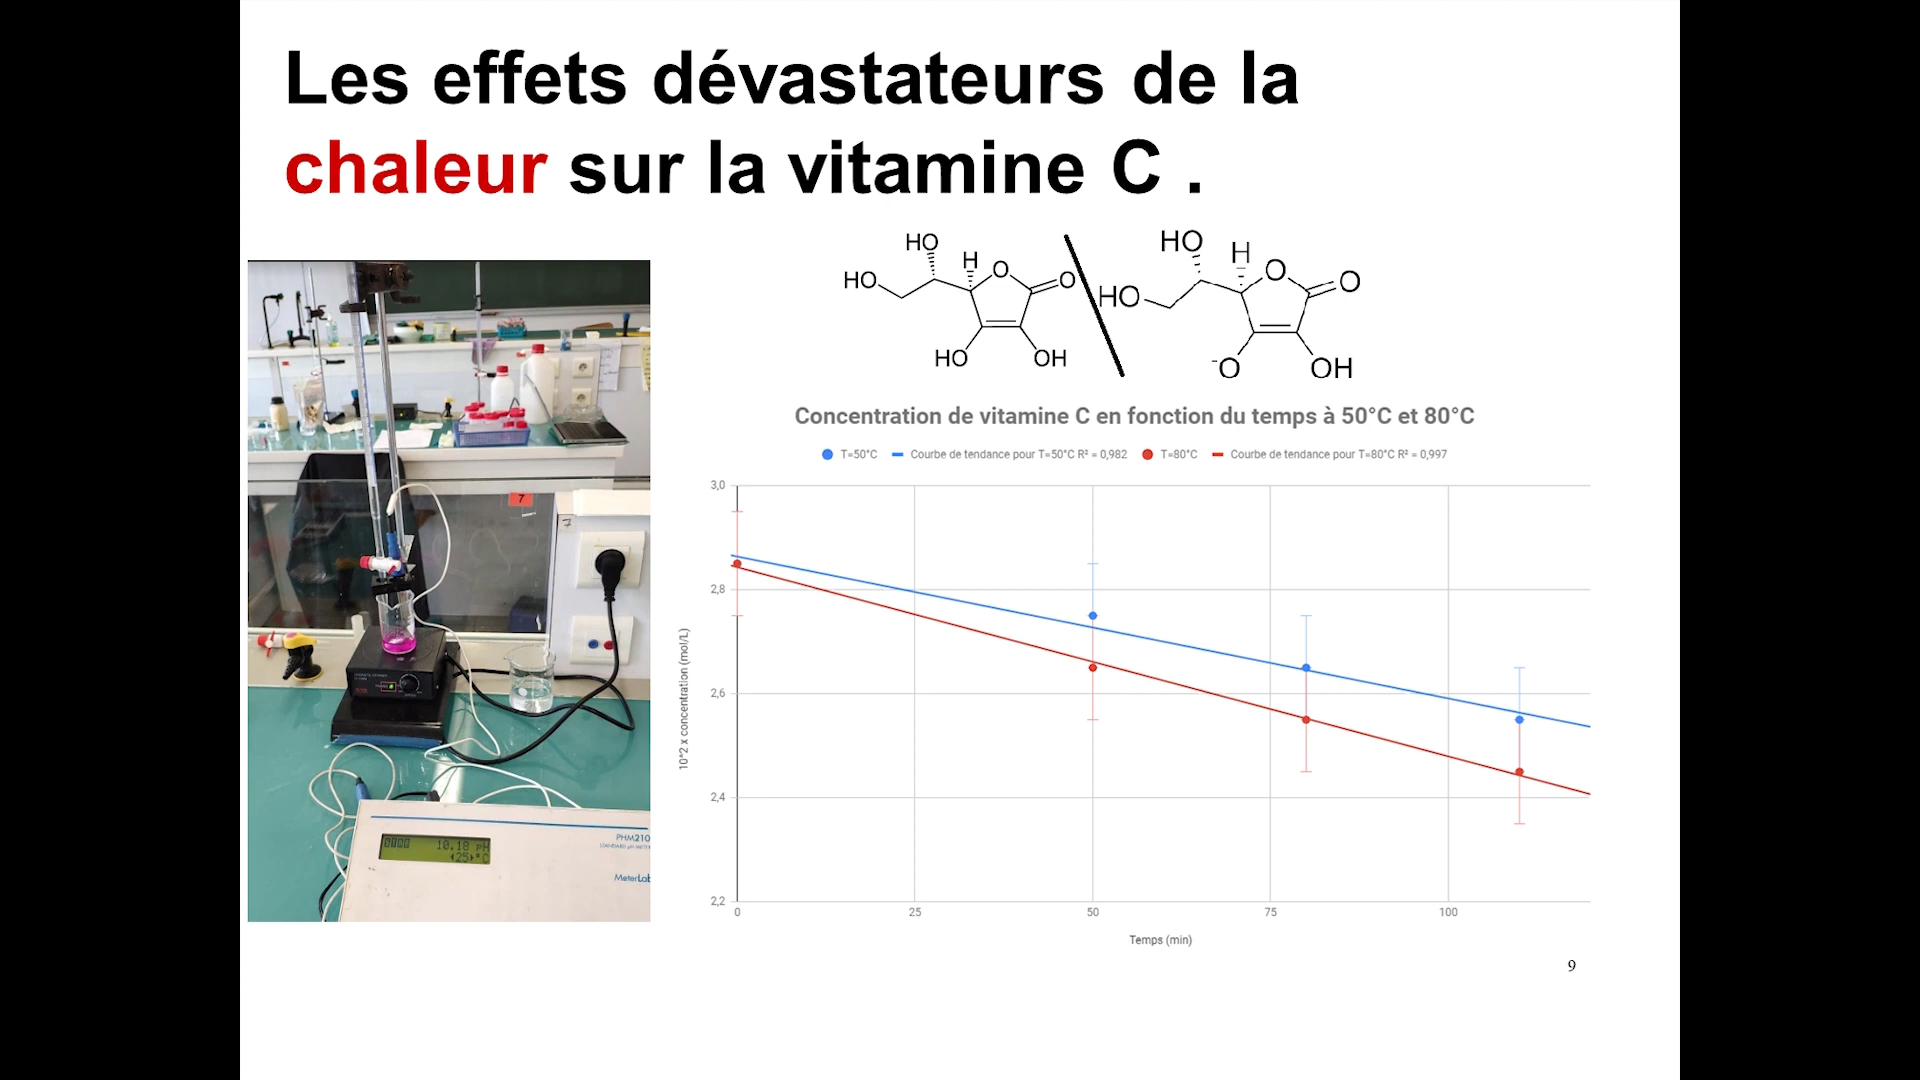 Les effets dévastateurs de la
chaleur sur la vitamine C .
HO
H
O
O
HO
HO
OH
HO
H
O
O
HO
⁻O
OH
Concentration de vitamine C en fonction du temps à 50°C et 80°C
T=50°C Courbe de tendance pour T=50°C R² = 0,982 T=80°C Courbe de tendance pour T=80°C R² = 0,997
3,0
2,8
2,6
2,4
2,2
10^2 x concentration (mol/L)
0 25 50 75 100
Temps (min)
7
7
10.18 pH
25 °C
PHM210
MeterLab
9